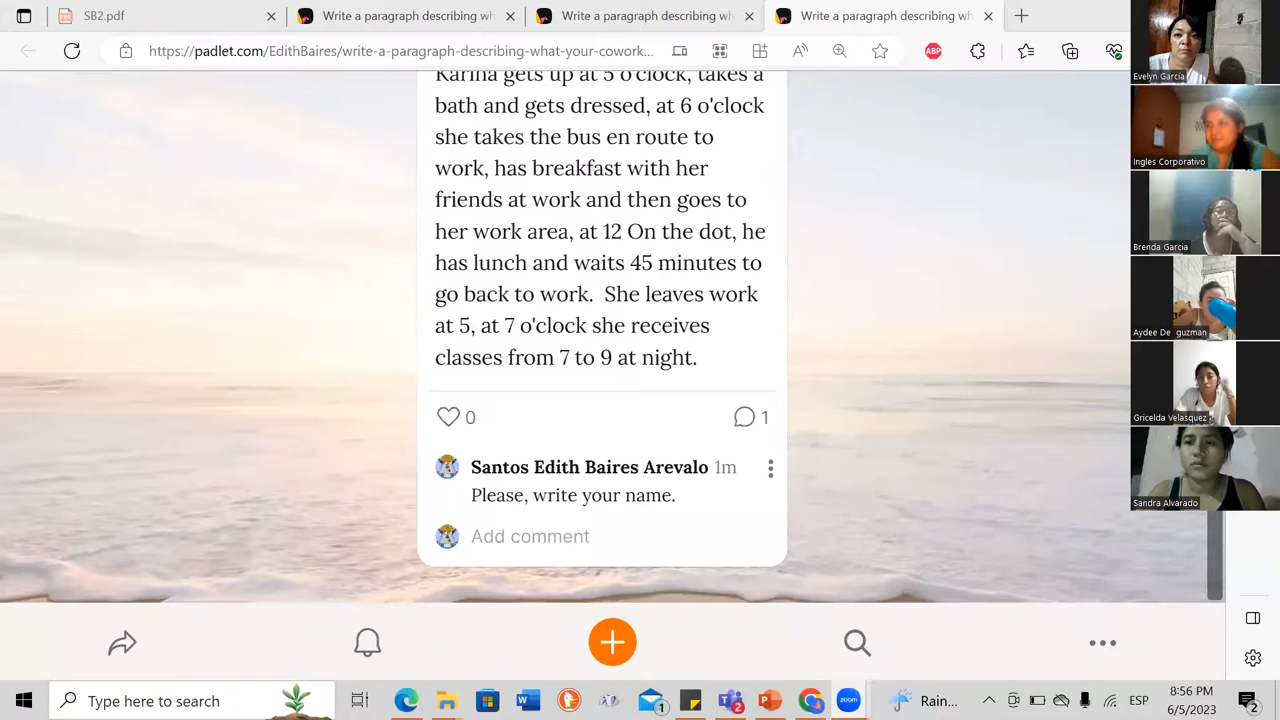 SB2.pdf
Write a paragraph describing wh
Write a paragraph describing wh
Write a paragraph describing wh
https://padlet.com/EdithBaires/write-a-paragraph-describing-what-your-cowork...
ABP
Karina gets up at 5 o'clock, takes a
bath and gets dressed, at 6 o'clock
she takes the bus en route to
work, has breakfast with her
friends at work and then goes to
her work area, at 12 On the dot, he
has lunch and waits 45 minutes to
go back to work. She leaves work
at 5, at 7 o'clock she receives
classes from 7 to 9 at night.
0
1
Santos Edith Baires Arevalo 1m
Please, write your name.
Add comment
Evelyn García
Ingles Corporativo
Brenda Garcia
Aydee De guzman
Gricelda Velasquez
Sandra Alvarado
Type here to search
1
2
Rain...
ESP
8:56 PM
6/5/2023
2